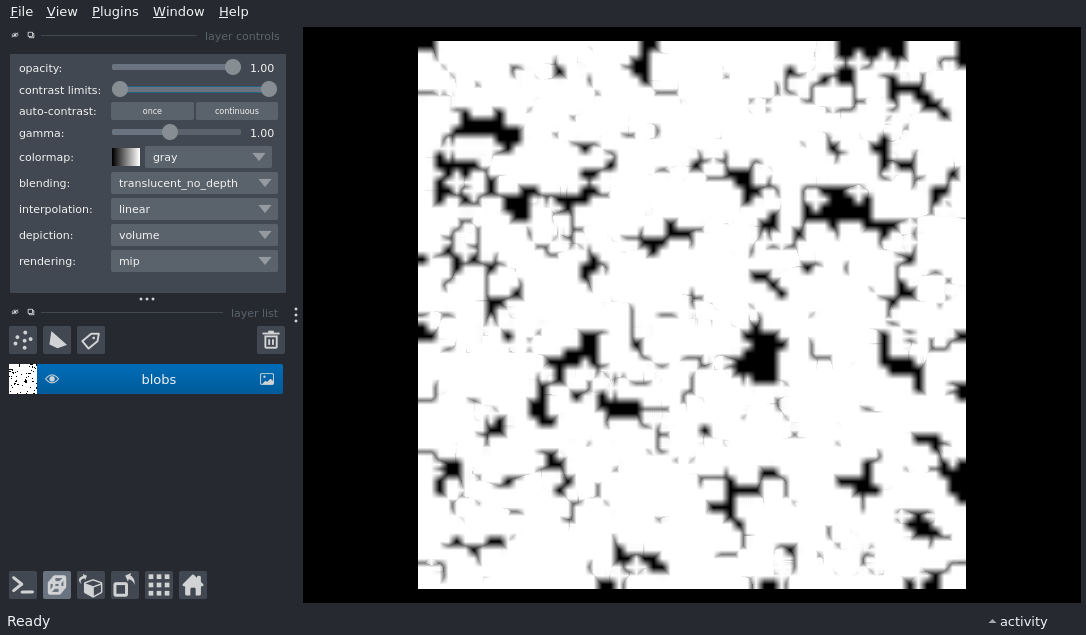 File View Plugins Window Help
layer controls
opacity: 1.00
contrast limits:
auto-contrast: once continuous
gamma: 1.00
colormap: gray
blending: translucent_no_depth
interpolation: linear
depiction: volume
rendering: mip
layer list
blobs
Ready activity